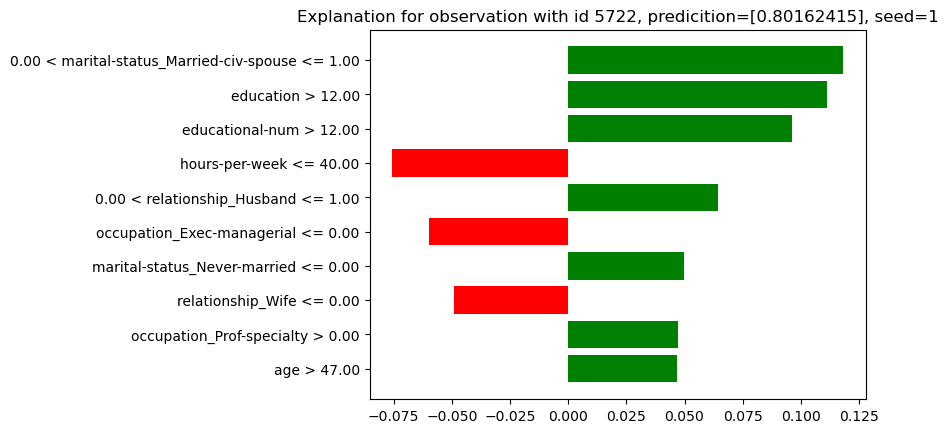 Explanation for observation with id 5722, predicition=[0.80162415], seed=1
0.00 < marital-status_Married-civ-spouse <= 1.00
education > 12.00
educational-num > 12.00
hours-per-week <= 40.00
0.00 < relationship_Husband <= 1.00
occupation_Exec-managerial <= 0.00
marital-status_Never-married <= 0.00
relationship_Wife <= 0.00
occupation_Prof-specialty > 0.00
age > 47.00
−0.075 −0.050 −0.025 0.000 0.025 0.050 0.075 0.100 0.125